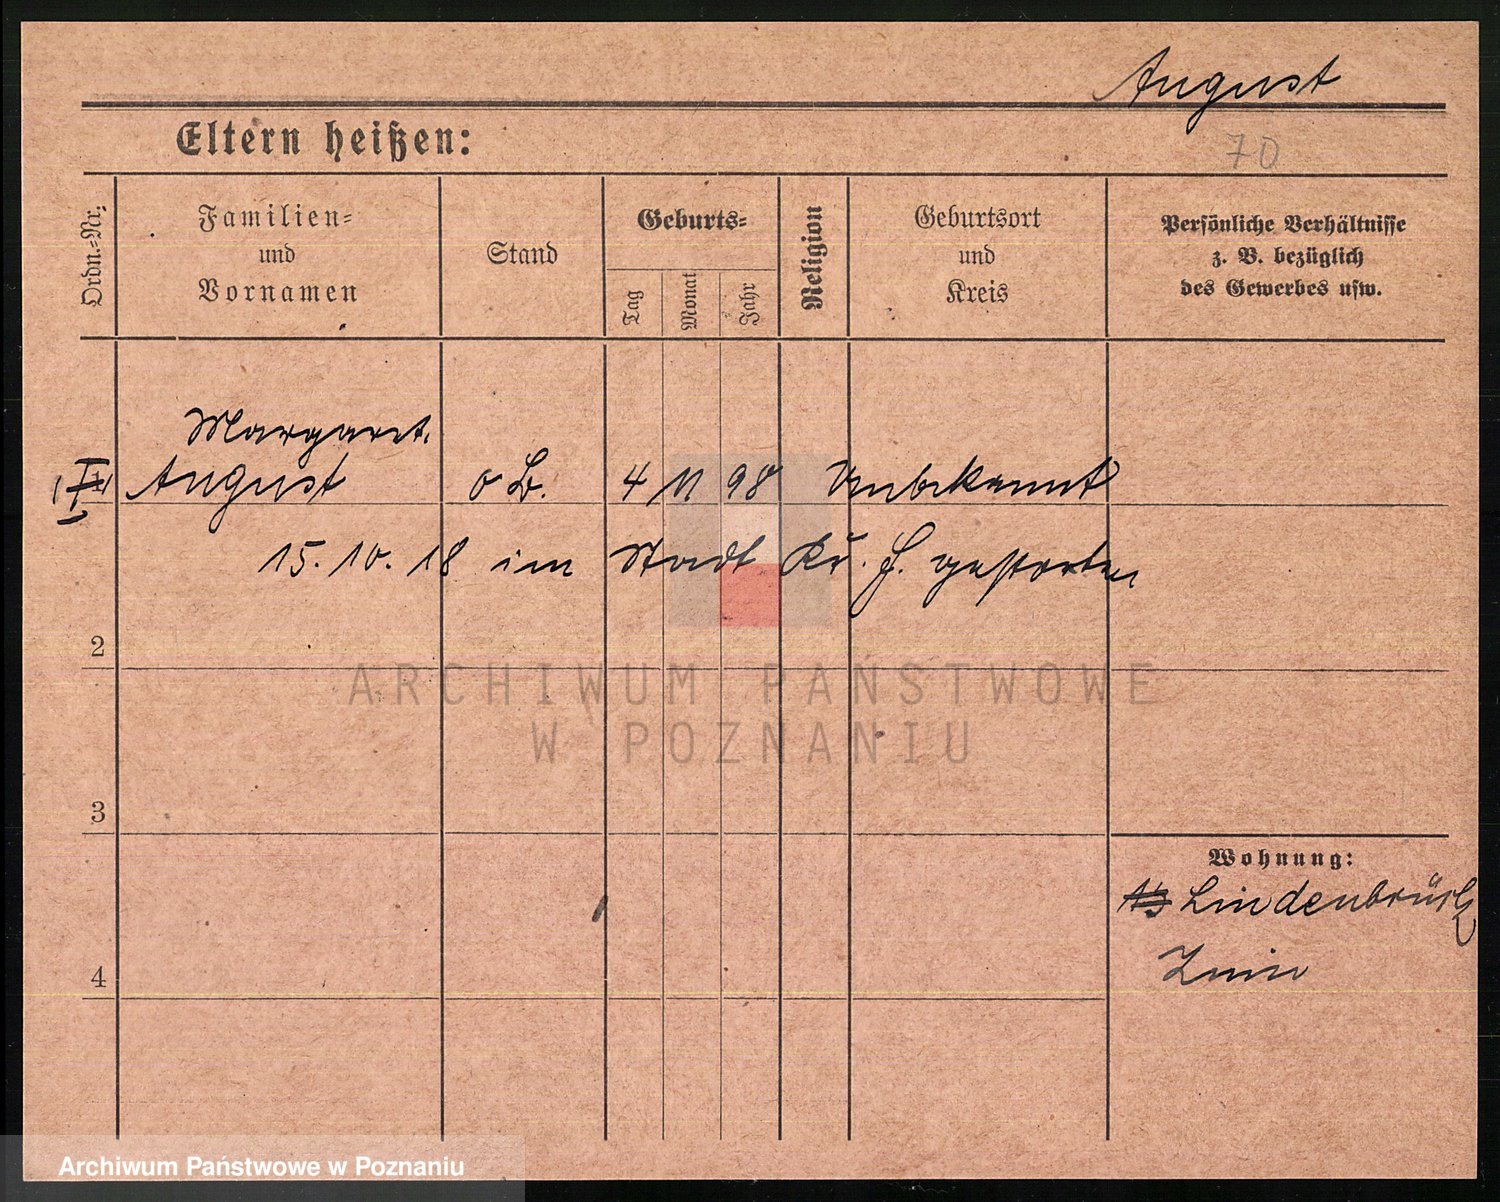 August
Eltern heißen:
70
Ordn.=Nr.
Familien=
und
Vornamen
Stand
Geburts=
Tag
Monat
Jahr
Religion
Geburtsort
und
Kreis
Persönliche Verhältnisse
z. B. bezüglich
des Gewerbes usw.
Margaret.
August o B. 4 11 98 Unbekannt
15. 10. 18 im Stadt Kr. H. gestorben
2
3
4
Wohnung:
Lindenbrück
Znin
ARCHIWUM PAŃSTWOWE
W POZNANIU
Archiwum Państwowe w Poznaniu